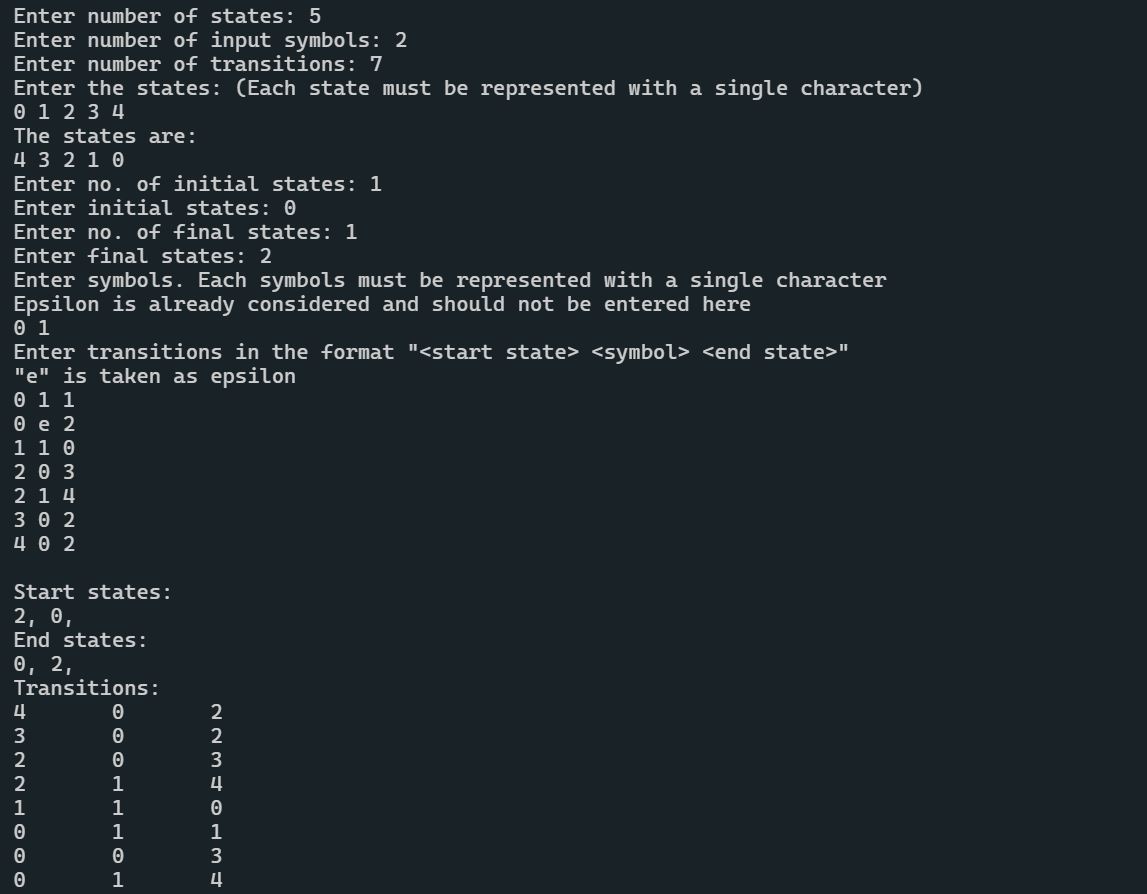 Enter number of states: 5
Enter number of input symbols: 2
Enter number of transitions: 7
Enter the states: (Each state must be represented with a single character)
0 1 2 3 4
The states are:
4 3 2 1 0
Enter no. of initial states: 1
Enter initial states: 0
Enter no. of final states: 1
Enter final states: 2
Enter symbols. Each symbols must be represented with a single character
Epsilon is already considered and should not be entered here
0 1
Enter transitions in the format "<start state> <symbol> <end state>"
"e" is taken as epsilon
0 1 1
0 e 2
1 1 0
2 0 3
2 1 4
3 0 2
4 0 2

Start states:
2, 0,
End states:
0, 2,
Transitions:
4 0 2
3 0 2
2 0 3
2 1 4
1 1 0
0 1 1
0 0 3
0 1 4